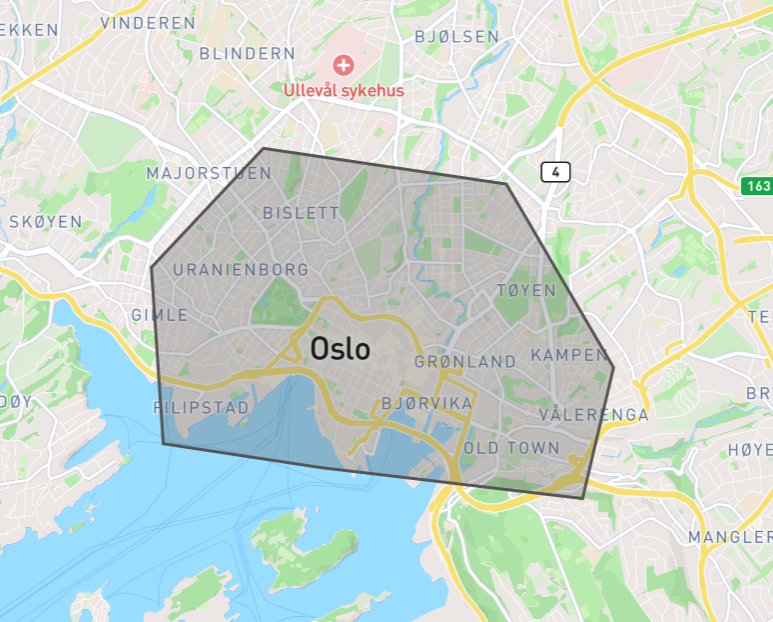 EKKEN
VINDEREN
BLINDERN
BJØLSEN
Ullevål sykehus
MAJORSTUEN
4
163
BISLETT
SKØYEN
URANIENBORG
TØYEN
GIMLE
TE
Oslo
GRØNLAND
KAMPEN
DØY
FILIPSTAD
BJØRVIKA
VÅLERENGA
BR
OLD TOWN
HØYE
MANGLER